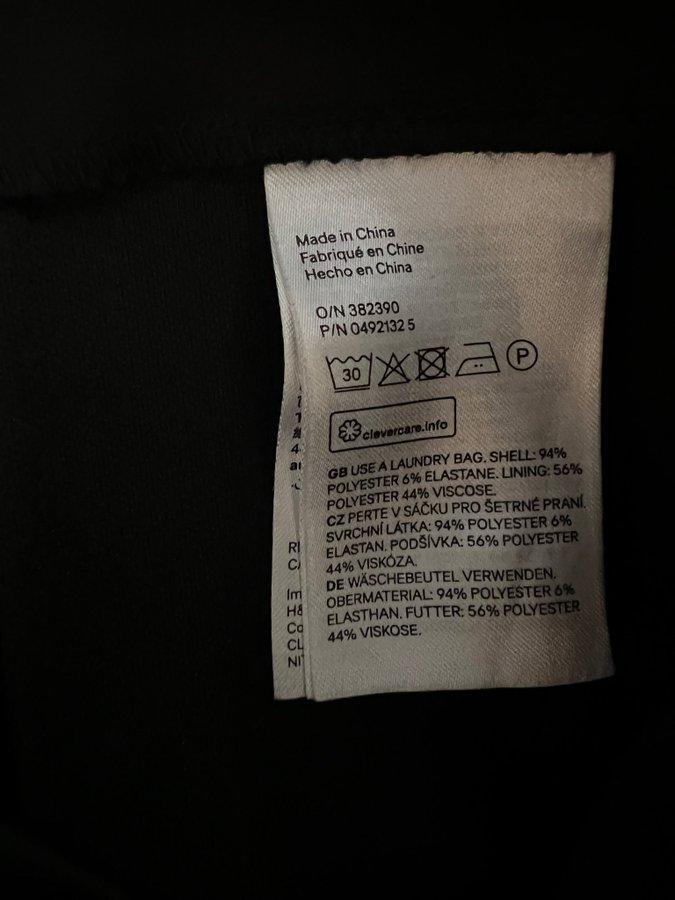 Made in China
Fabriqué en Chine
Hecho en China
O/N 382390
P/N 0492132 5
30
P
clevercare.info
GB USE A LAUNDRY BAG. SHELL: 94%
POLYESTER 6% ELASTANE. LINING: 56%
POLYESTER 44% VISCOSE.
CZ PERTE V SÁČKU PRO ŠETRNÉ PRANÍ.
SVRCHNÍ LÁTKA: 94% POLYESTER 6%
ELASTAN. PODŠÍVKA: 56% POLYESTER
44% VISKÓZA.
DE WÄSCHEBEUTEL VERWENDEN.
OBERMATERIAL: 94% POLYESTER 6%
ELASTHAN. FUTTER: 56% POLYESTER
44% VISKOSE.